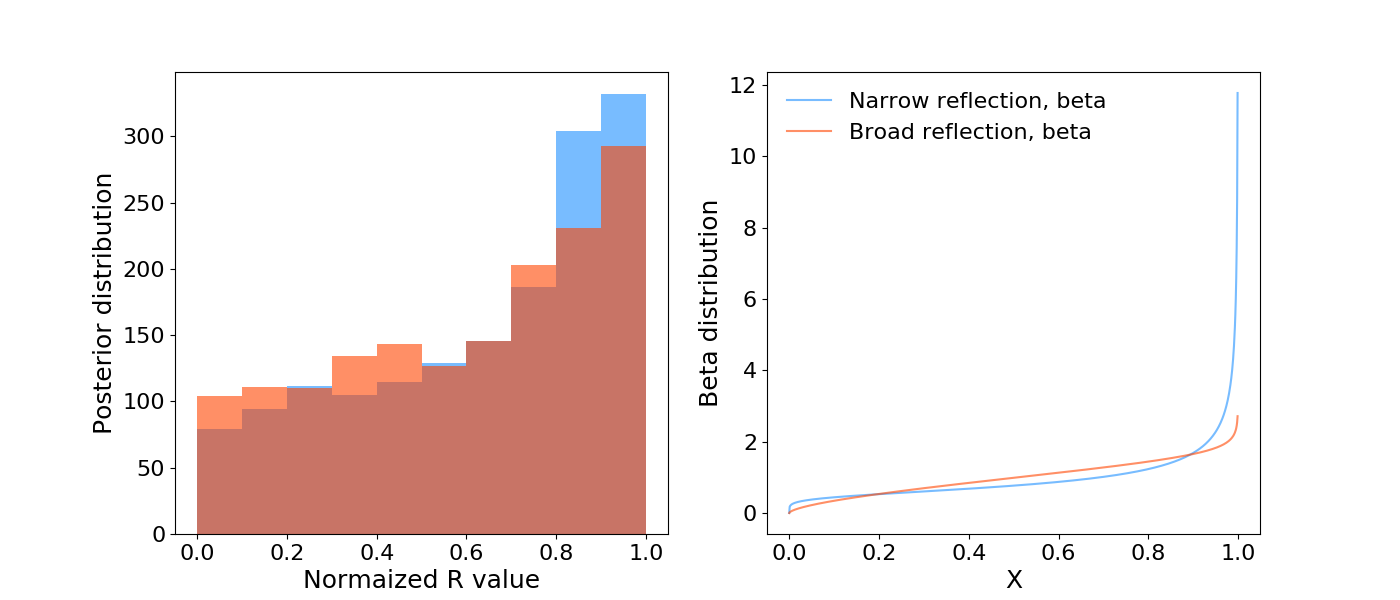 Posterior distribution
300
250
200
150
100
50
0
0.0 0.2 0.4 0.6 0.8 1.0
Normaized R value
Beta distribution
12
10
8
6
4
2
0
Narrow reflection, beta
Broad reflection, beta
0.0 0.2 0.4 0.6 0.8 1.0
X